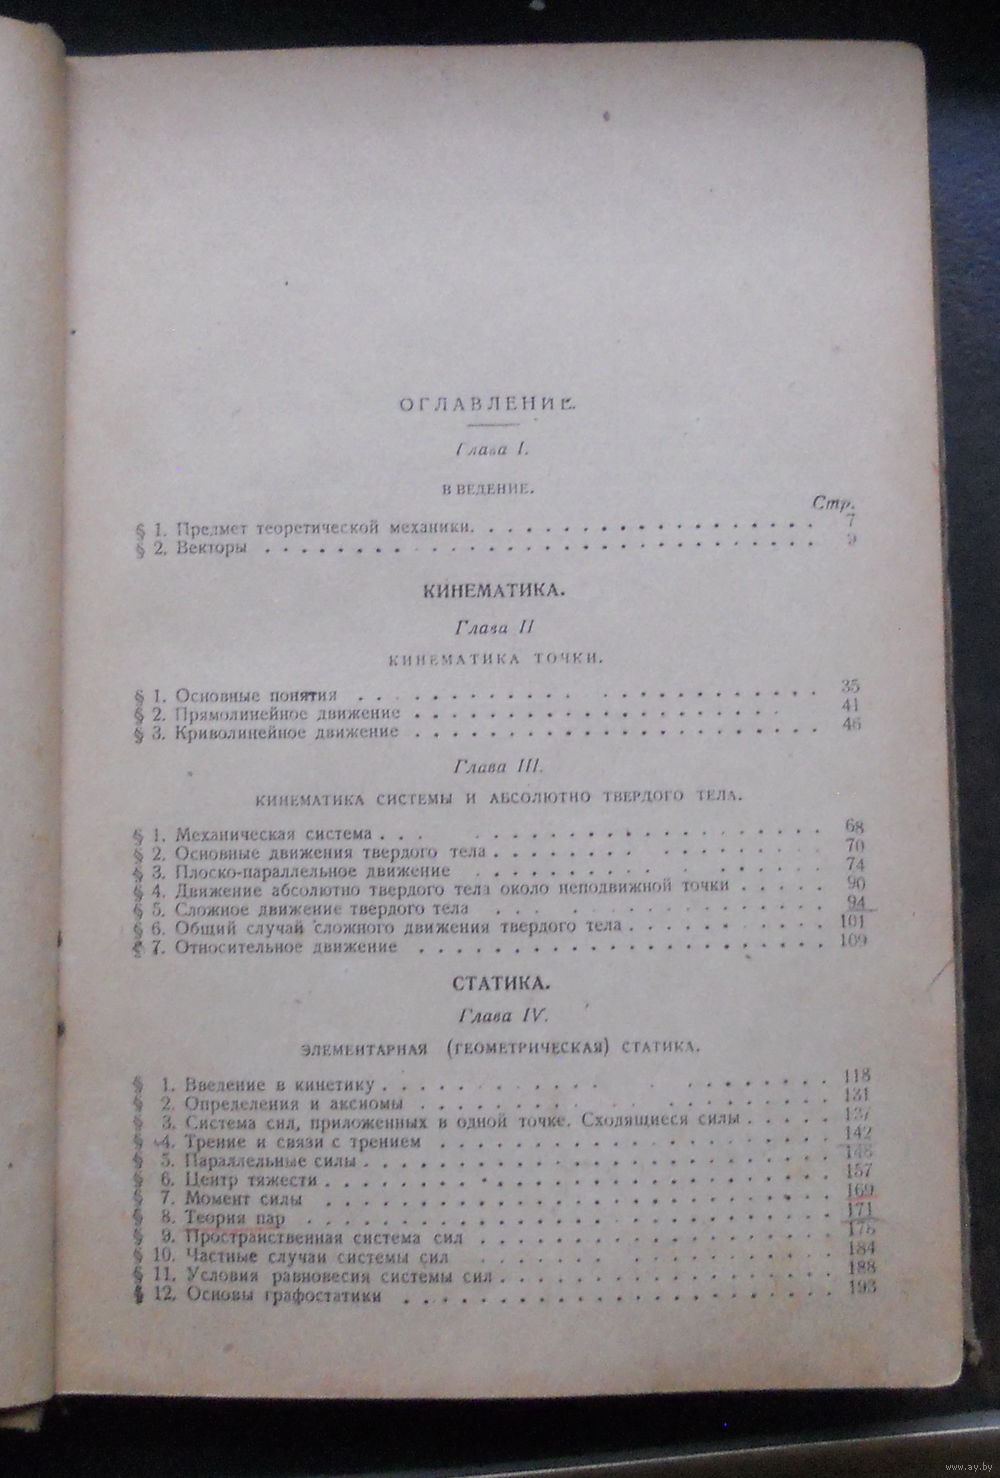 ОГЛАВЛЕНИЕ.
Глава I.
ВВЕДЕНИЕ.
Стр.
§ 1. Предмет теоретической механики. . . . . . . . . . . . . . . . . . 7
§ 2. Векторы . . . . . . . . . . . . . . . . . . . . . . . . . . . . 9
КИНЕМАТИКА.
Глава II
КИНЕМАТИКА ТОЧКИ.
§ 1. Основные понятия . . . . . . . . . . . . . . . . . . . . . . 35
§ 2. Прямолинейное движение . . . . . . . . . . . . . . . . . . . 41
§ 3. Криволинейное движение . . . . . . . . . . . . . . . . . . . . 46
Глава III.
КИНЕМАТИКА СИСТЕМЫ И АБСОЛЮТНО ТВЕРДОГО ТЕЛА.
§ 1. Механическая система . . . . . . . . . . . . . . . . . . . . 68
§ 2. Основные движения твердого тела . . . . . . . . . . . . . . . 70
§ 3. Плоско-параллельное движение . . . . . . . . . . . . . . . . 74
§ 4. Движение абсолютно твердого тела около неподвижной точки . . . . . 90
§ 5. Сложное движение твердого тела . . . . . . . . . . . . . . . . 94
§ 6. Общий случай сложного движения твердого тела . . . . . . . . . . 101
§ 7. Относительное движение . . . . . . . . . . . . . . . . . . . . 109
СТАТИКА.
Глава IV.
ЭЛЕМЕНТАРНАЯ (ГЕОМЕТРИЧЕСКАЯ) СТАТИКА.
§ 1. Введение в кинетику . . . . . . . . . . . . . . . . . . . . 118
§ 2. Определения и аксиомы . . . . . . . . . . . . . . . . . . . 131
§ 3. Система сил, приложенных в одной точке. Сходящиеся силы . . . . . 137
§ 4. Трение и связи с трением . . . . . . . . . . . . . . . . . . . 142
§ 5. Параллельные силы . . . . . . . . . . . . . . . . . . . . . . 148
§ 6. Центр тяжести . . . . . . . . . . . . . . . . . . . . . . . . 157
§ 7. Момент силы . . . . . . . . . . . . . . . . . . . . . . . . 169
§ 8. Теория пар . . . . . . . . . . . . . . . . . . . . . . . . . 171
§ 9. Пространственная система сил . . . . . . . . . . . . . . . . . 175
§ 10. Частные случаи системы сил . . . . . . . . . . . . . . . . . 184
§ 11. Условия равновесия системы сил . . . . . . . . . . . . . . . . 188
§ 12. Основы графостатики . . . . . . . . . . . . . . . . . . . . 193
www.ay.by